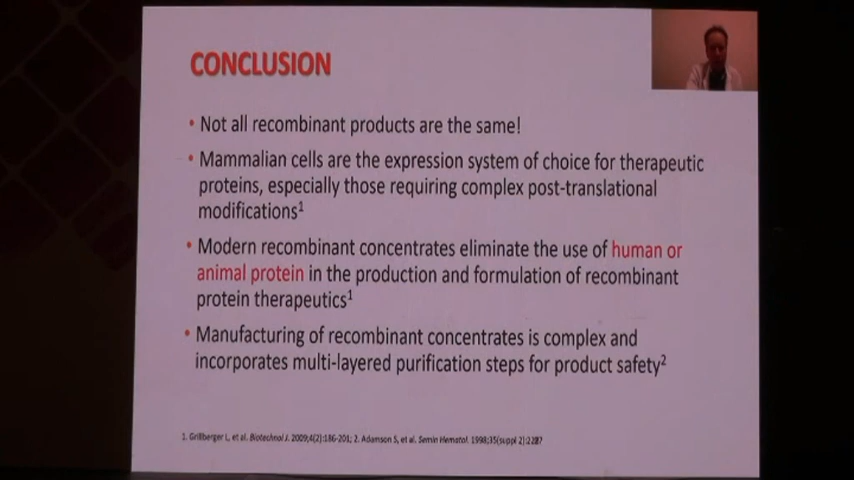 CONCLUSION
• Not all recombinant products are the same!
• Mammalian cells are the expression system of choice for therapeutic
proteins, especially those requiring complex post-translational
modifications1
• Modern recombinant concentrates eliminate the use of human or
animal protein in the production and formulation of recombinant
protein therapeutics1
• Manufacturing of recombinant concentrates is complex and
incorporates multi-layered purification steps for product safety2
1. Grillberger L, et al. Biotechnol J. 2009;4(2):186-201; 2. Adamson S, et al. Semin Hematol. 1998;35(suppl 2):